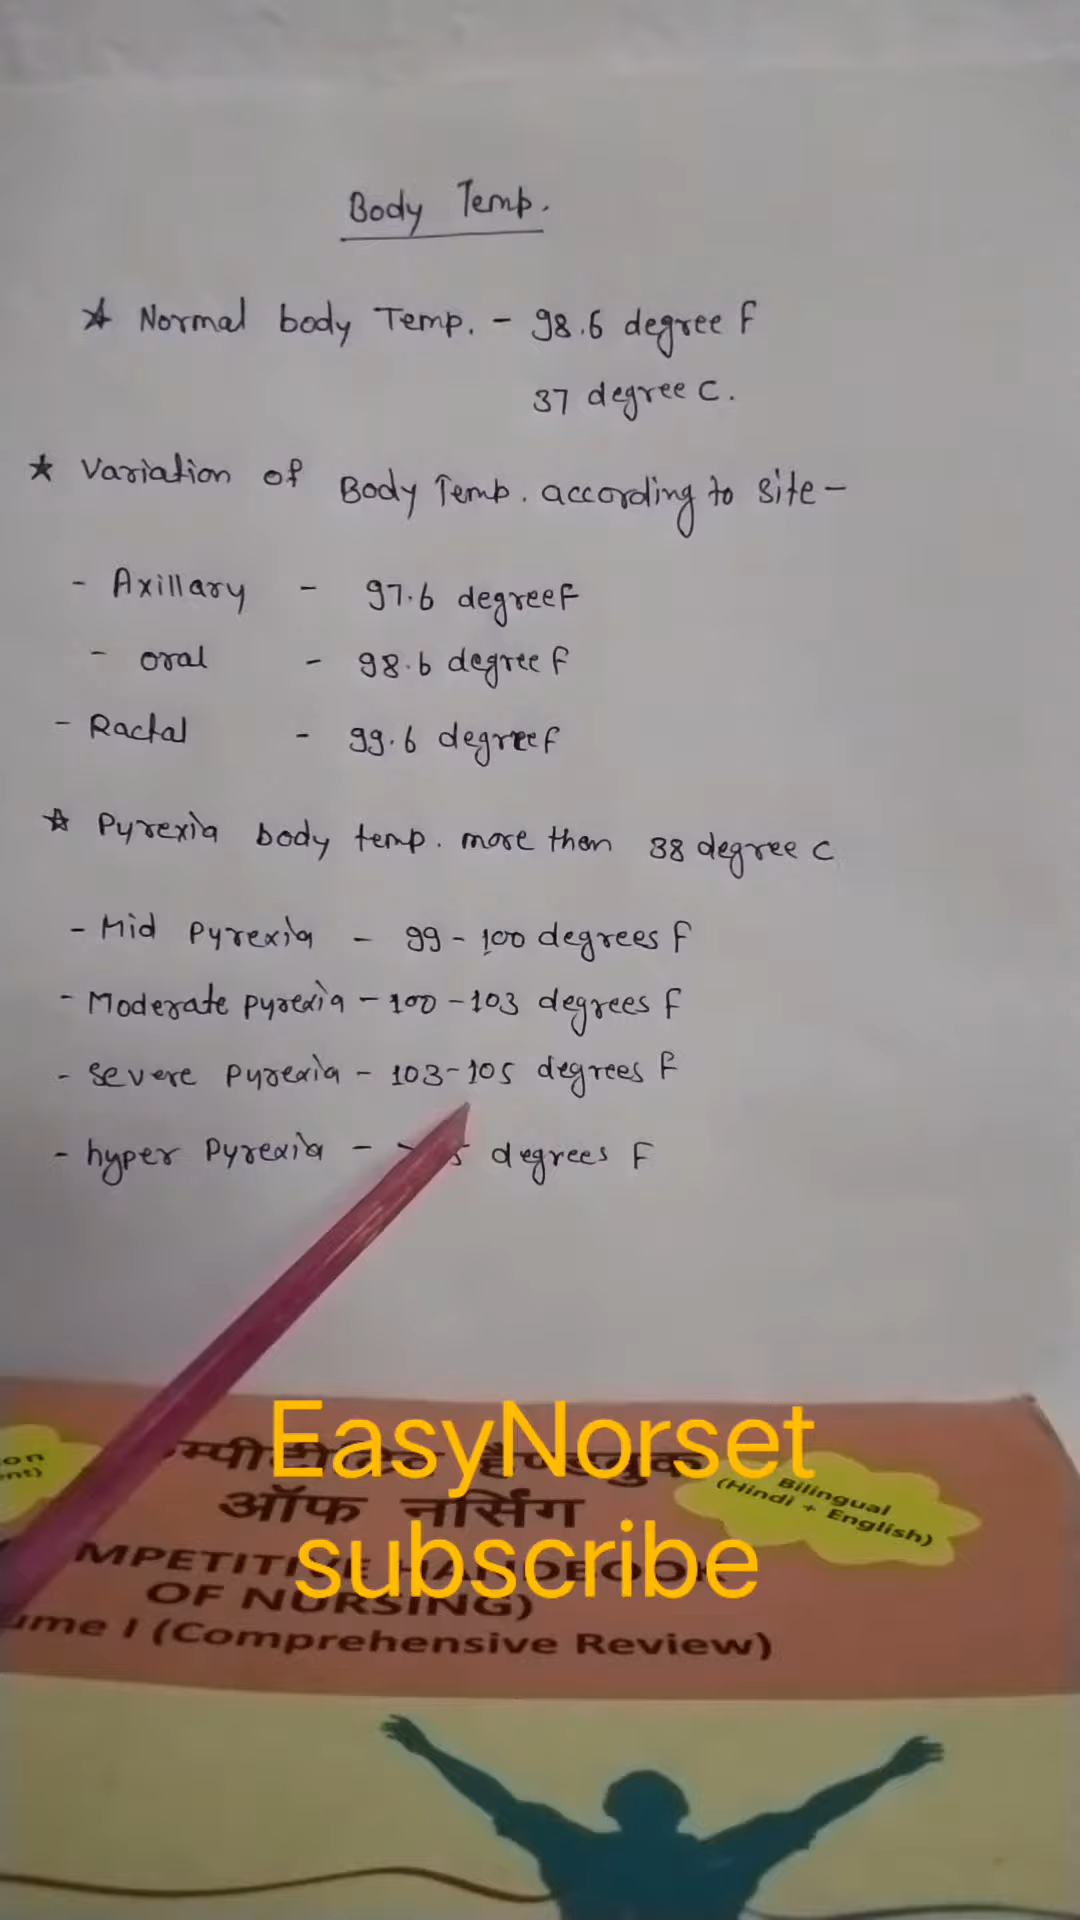 Body Temp.
☆ Normal body Temp. - 98.6 degree F
37 degree C.
★ Variation of Body Temp. according to site -
- Axillary - 97.6 degree F
- oral - 98.6 degree F
- Ractal - 99.6 degree F
☆ Pyrexia body temp. more then 38 degree C
- Mid Pyrexia - 99 - 100 degrees F
- Moderate pyrexia - 100 - 103 degrees F
- Severe Pyrexia - 103-105 degrees F
- hyper Pyrexia - degrees F
EasyNorset
subscribe
ऑफ नर्सिंग
OF NURSING)
I (Comprehensive Review)
Bilingual
(Hindi + English)